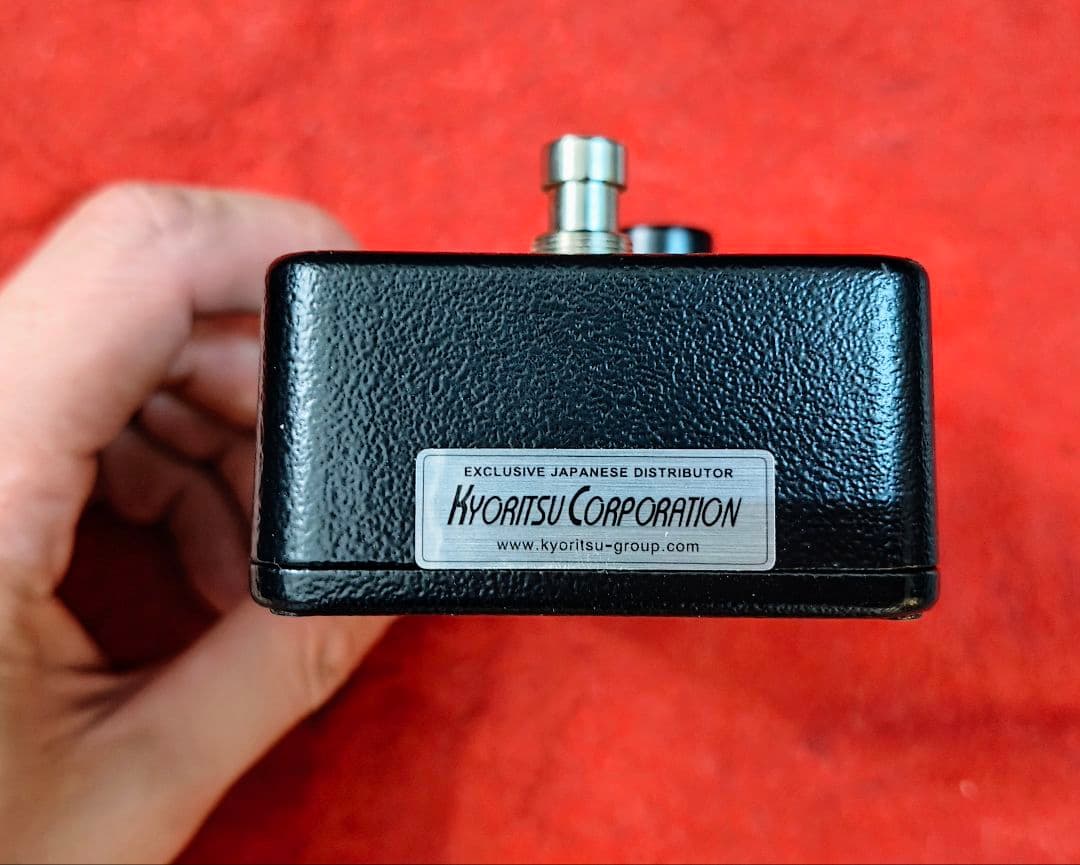 EXCLUSIVE JAPANESE DISTRIBUTOR
KYORITSU CORPORATION
www.kyoritsu-group.com